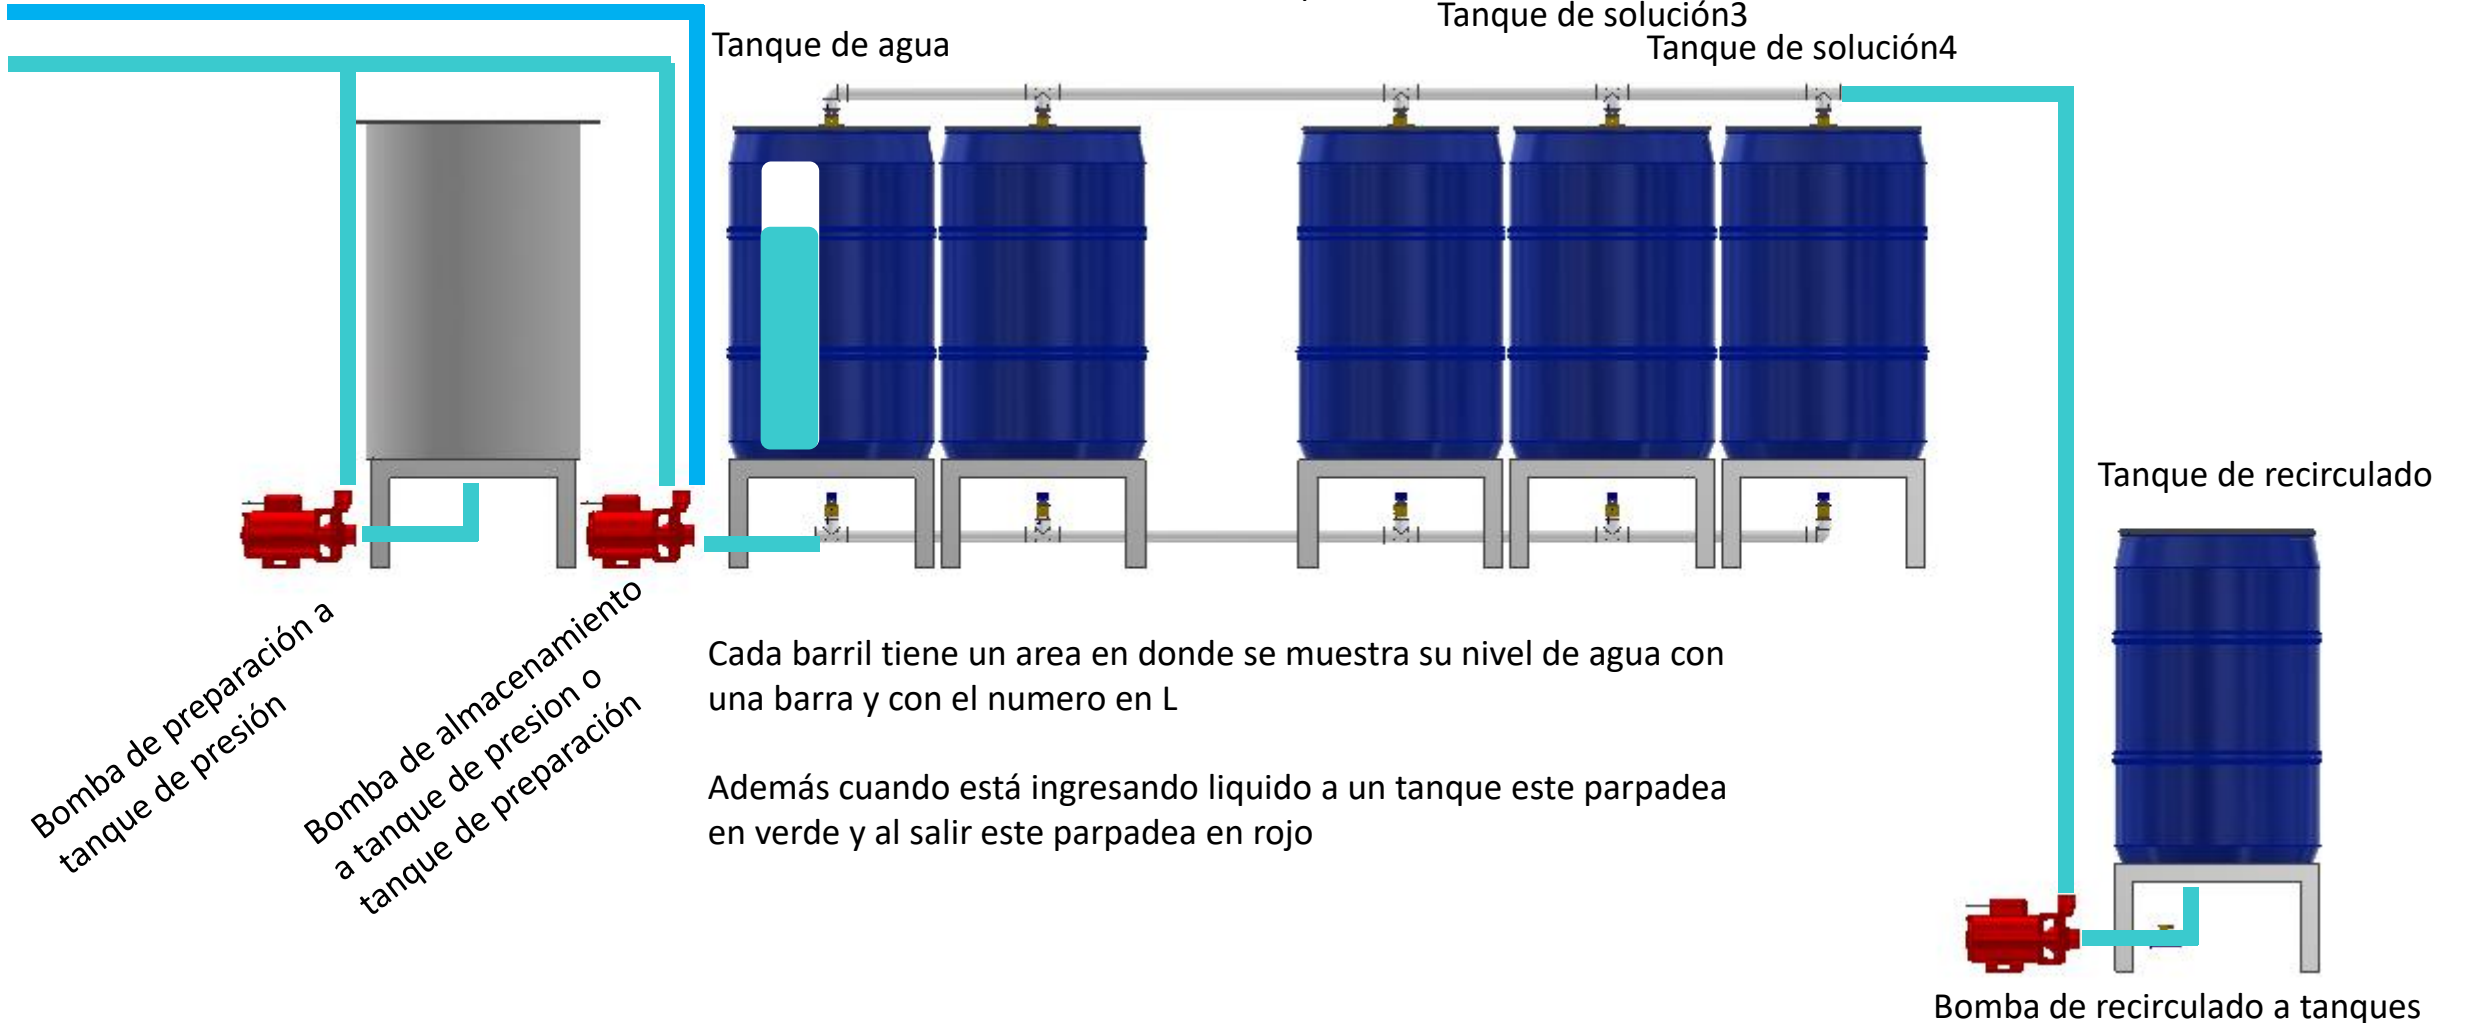 Tanque de solución3
Tanque de agua
Tanque de solución4
Tanque de recirculado
Bomba de preparación a
tanque de presión
Bomba de almacenamiento
a tanque de presion o
tanque de preparación
Cada barril tiene un area en donde se muestra su nivel de agua con
una barra y con el numero en L
Además cuando está ingresando liquido a un tanque este parpadea
en verde y al salir este parpadea en rojo
Bomba de recirculado a tanques